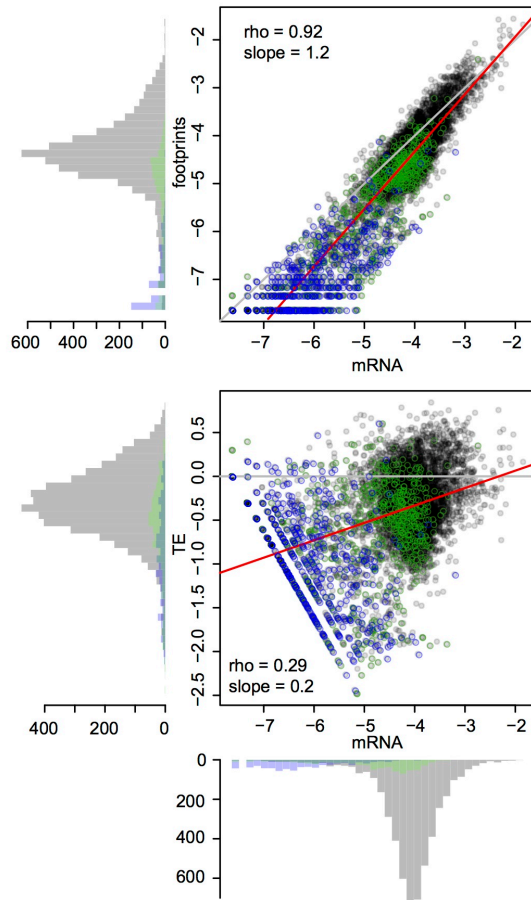 rho = 0.92
slope = 1.2
footprints
−2
−3
−4
−5
−6
−7
600 400 200 0
−7 −6 −5 −4 −3 −2
mRNA
TE
0.5
0.0
−0.5
−1.0
−1.5
−2.0
−2.5
rho = 0.29
slope = 0.2
400 200 0
−7 −6 −5 −4 −3 −2
mRNA
0
200
400
600